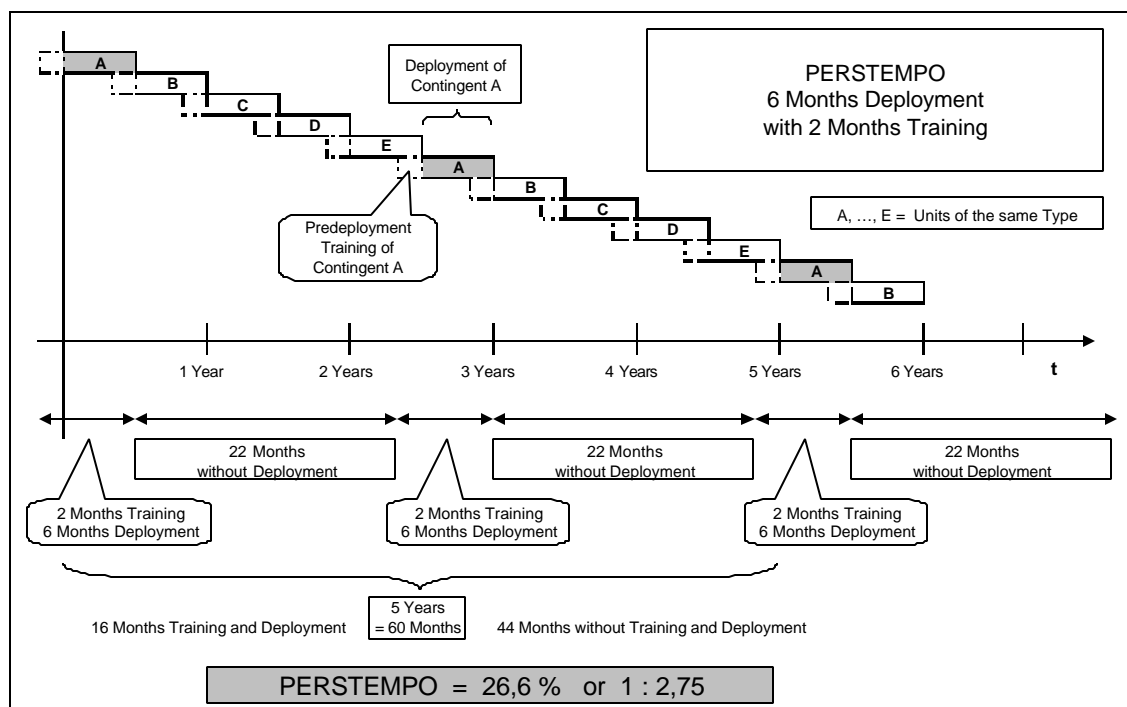 PERSTEMPO
6 Months Deployment
with 2 Months Training
A, …, E = Units of the same Type
Deployment of
Contingent A
A
B
C
D
E
A
B
C
D
E
A
B
Predeployment
Training of
Contingent A
1 Year
2 Years
3 Years
4 Years
5 Years
6 Years
t
22 Months
without Deployment
22 Months
without Deployment
22 Months
without Deployment
2 Months Training
6 Months Deployment
2 Months Training
6 Months Deployment
2 Months Training
6 Months Deployment
5 Years
= 60 Months
16 Months Training and Deployment
44 Months without Training and Deployment
PERSTEMPO = 26,6 % or 1 : 2,75